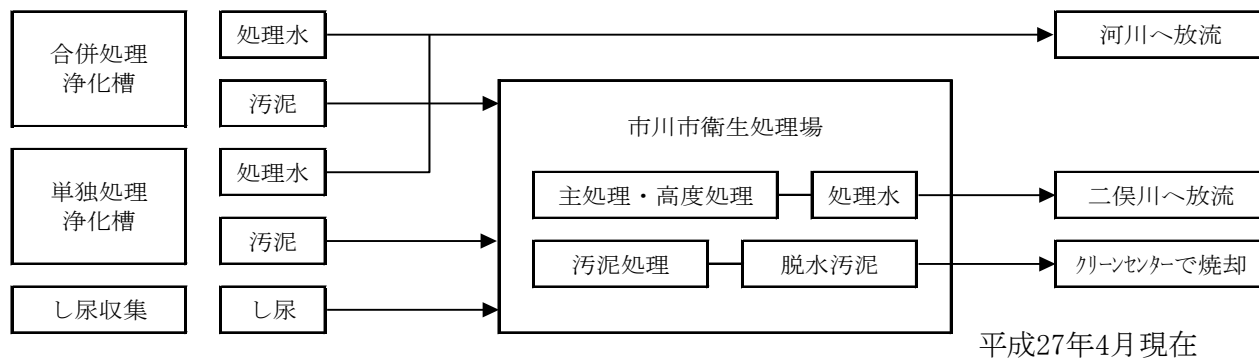 合併処理
浄化槽
処理水
河川へ放流
汚泥
市川市衛生処理場
単独処理
浄化槽
処理水
主処理・高度処理
処理水
二俣川へ放流
汚泥
汚泥処理
脱水汚泥
クリーンセンターで焼却
し尿収集
し尿
平成27年4月現在